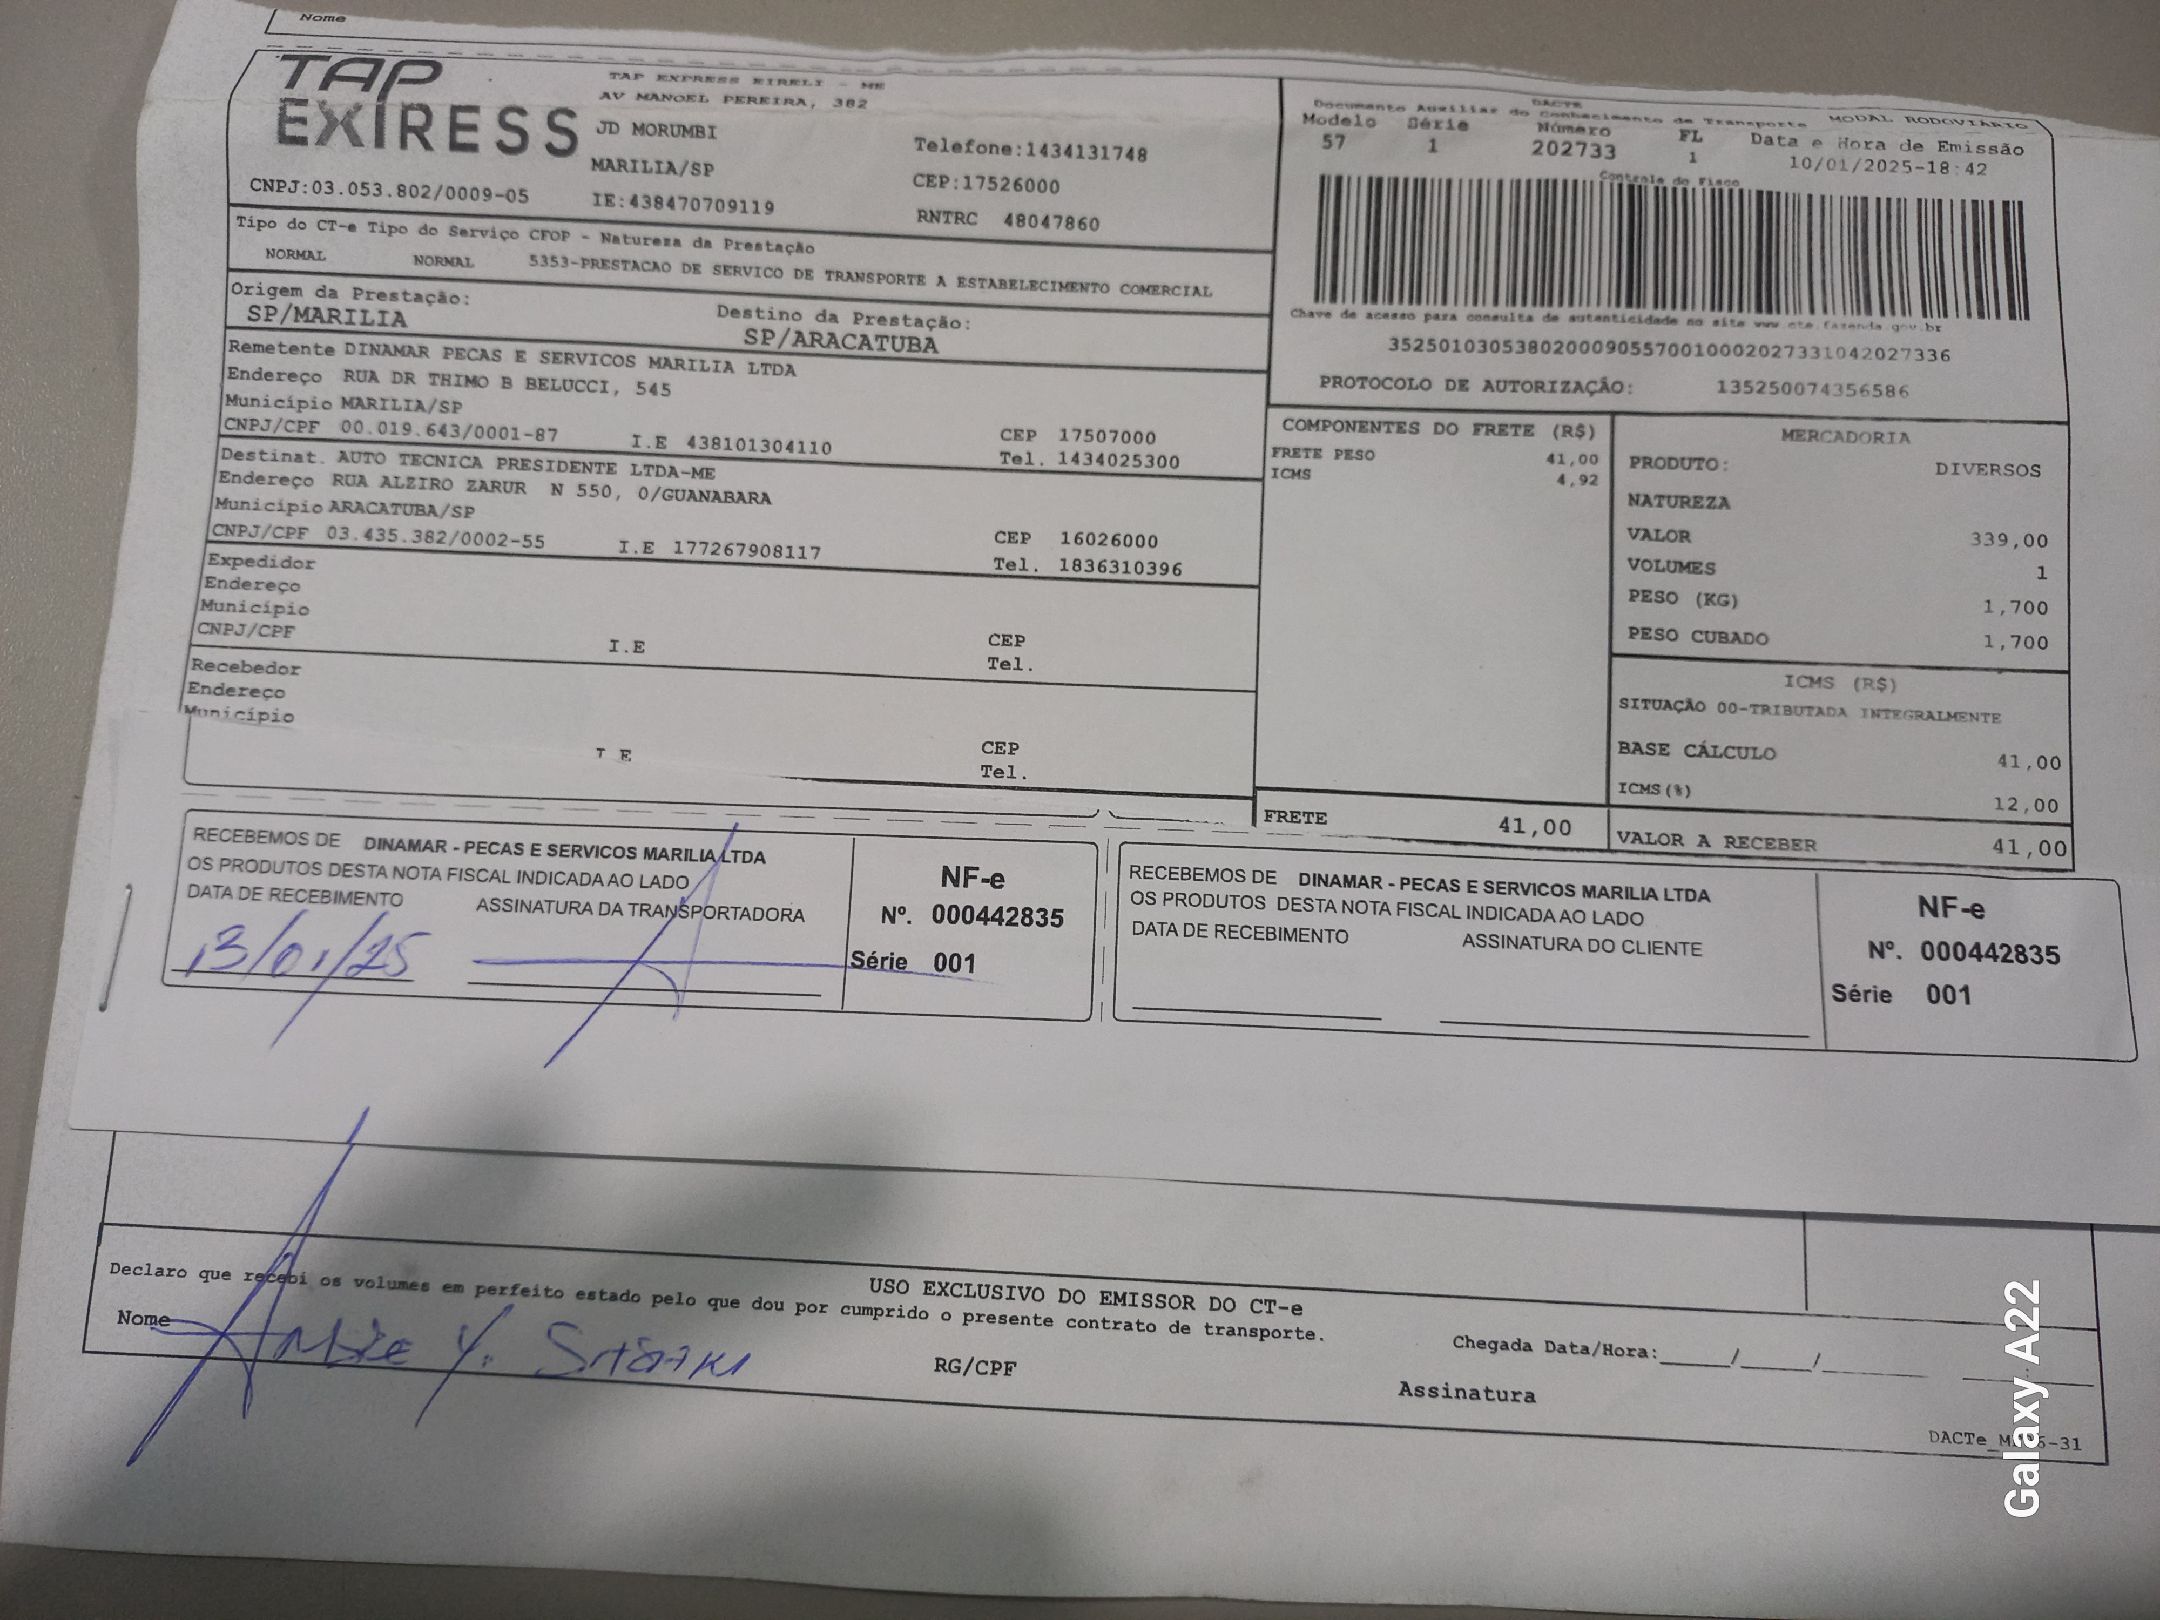 Nome
TAP
EXPRESS
TAP EXPRESS EIRELI - ME
AV MANOEL PEREIRA, 382
JD MORUMBI
Telefone:1434131748
MARILIA/SP
CEP:17526000
CNPJ:03.053.802/0009-05
IE:438470709119
RNTRC 48047860
DACTE
Documento Auxiliar do Conhecimento de Transporte MODAL RODOVIÁRIO
Modelo Série Número FL Data e Hora de Emissão
57 1 202733 1 10/01/2025-18:42
Controle do Fisco
Chave de acesso para consulta de autenticidade no site www.cte.fazenda.gov.br
35250103053802000905570010002027331042027336
PROTOCOLO DE AUTORIZAÇÃO: 135250074356586
Tipo do CT-e Tipo do Serviço CFOP - Natureza da Prestação
NORMAL NORMAL 5353-PRESTACAO DE SERVICO DE TRANSPORTE A ESTABELECIMENTO COMERCIAL
Origem da Prestação: Destino da Prestação:
SP/MARILIA SP/ARACATUBA
Remetente DINAMAR PECAS E SERVICOS MARILIA LTDA
Endereço RUA DR THIMO B BELUCCI, 545
Município MARILIA/SP CEP 17507000
CNPJ/CPF 00.019.643/0001-87 I.E 438101304110 Tel. 1434025300
Destinat. AUTO TECNICA PRESIDENTE LTDA-ME
Endereço RUA ALZIRO ZARUR N 550, 0/GUANABARA
Município ARACATUBA/SP CEP 16026000
CNPJ/CPF 03.435.382/0002-55 I.E 177267908117 Tel. 1836310396
Expedidor
Endereço
Município CEP
CNPJ/CPF I.E Tel.
Recebedor
Endereço
Município CEP
I E Tel.
COMPONENTES DO FRETE (R$)
FRETE PESO 41,00
ICMS 4,92
FRETE 41,00
MERCADORIA
PRODUTO: DIVERSOS
NATUREZA
VALOR 339,00
VOLUMES 1
PESO (KG) 1,700
PESO CUBADO 1,700
ICMS (R$)
SITUAÇÃO 00-TRIBUTADA INTEGRALMENTE
BASE CÁLCULO 41,00
ICMS(%) 12,00
VALOR A RECEBER 41,00
RECEBEMOS DE DINAMAR - PECAS E SERVICOS MARILIA LTDA
OS PRODUTOS DESTA NOTA FISCAL INDICADA AO LADO
DATA DE RECEBIMENTO ASSINATURA DA TRANSPORTADORA
13/01/25
NF-e
Nº. 000442835
Série 001
RECEBEMOS DE DINAMAR - PECAS E SERVICOS MARILIA LTDA
OS PRODUTOS DESTA NOTA FISCAL INDICADA AO LADO
DATA DE RECEBIMENTO ASSINATURA DO CLIENTE
NF-e
Nº. 000442835
Série 001
USO EXCLUSIVO DO EMISSOR DO CT-e
Declaro que recebi os volumes em perfeito estado pelo que dou por cumprido o presente contrato de transporte.
Nome
RG/CPF
Chegada Data/Hora:____/____/____
Assinatura
Galaxy A22